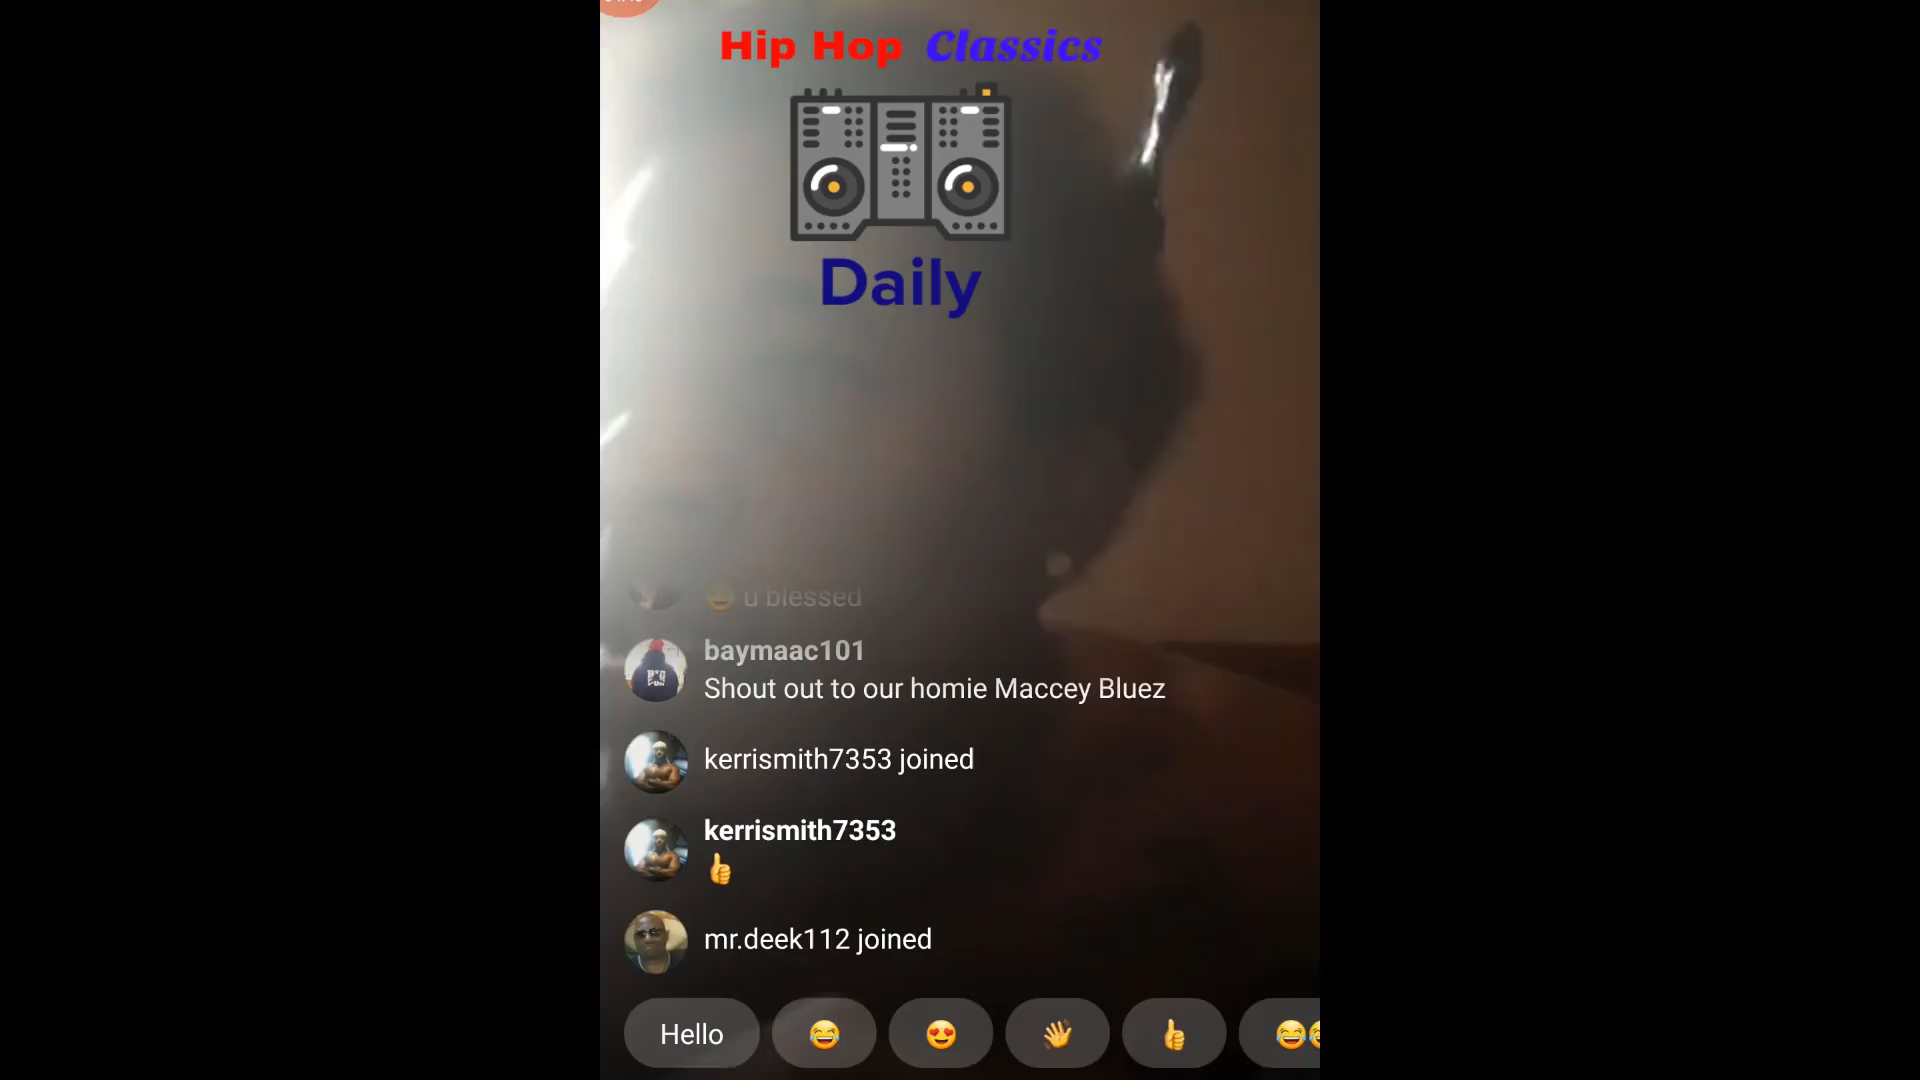 Hip Hop Classics
Daily
😂 u blessed
baymaac101
Shout out to our homie Maccey Bluez
kerrismith7353 joined
kerrismith7353
👍
mr.deek112 joined
Hello 😂 😍 👋 👍 😂